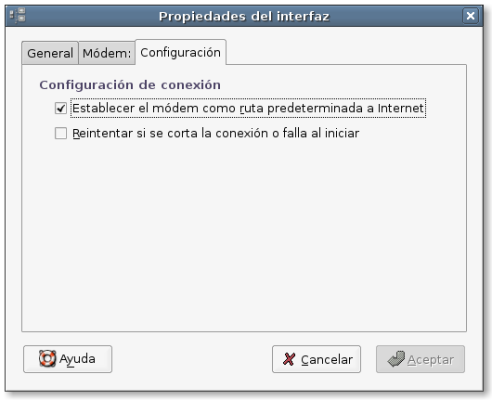 Propiedades del interfaz
General Módem: Configuración
Configuración de conexión
Establecer el módem como ruta predeterminada a Internet
Reintentar si se corta la conexión o falla al iniciar
Ayuda Cancelar Aceptar